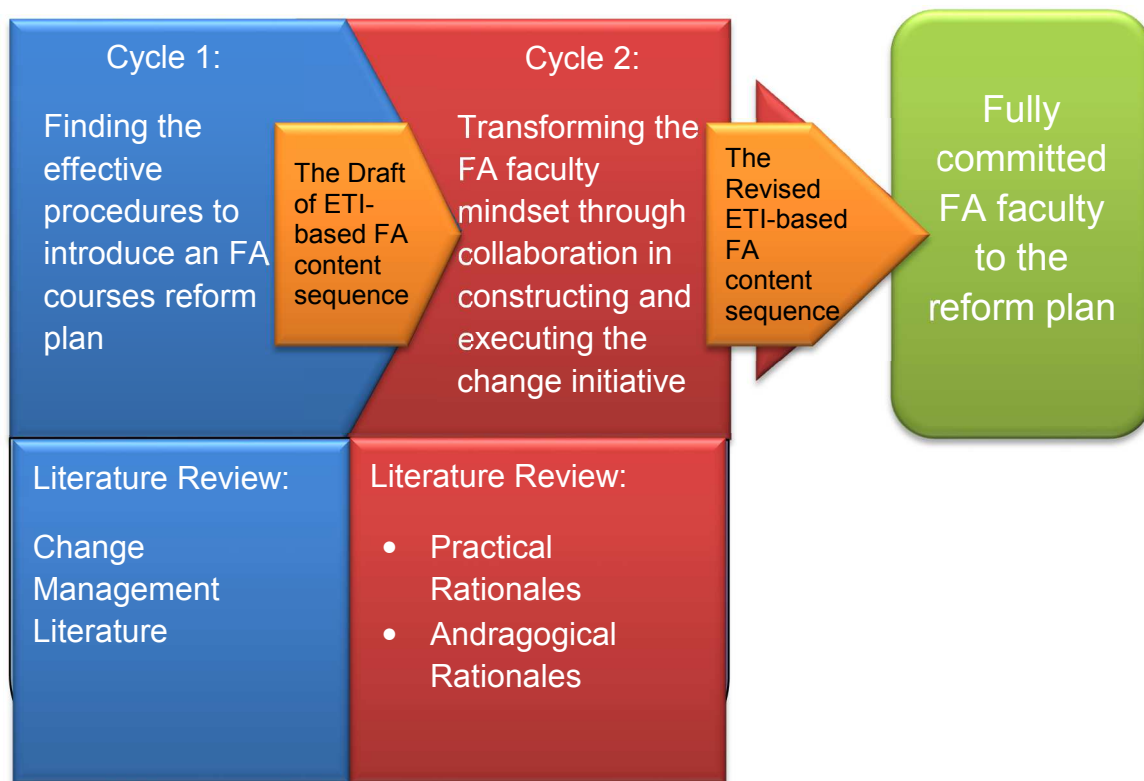 Cycle 1:
Finding the
effective
procedures to
introduce an FA
courses reform
plan
The Draft
of ETI-
based FA
content
sequence
Cycle 2:
Transforming the
FA faculty
mindset through
collaboration in
constructing and
executing the
change initiative
The
Revised
ETI-based
FA
content
sequence
Fully
committed
FA faculty
to the
reform plan
Literature Review:
Change
Management
Literature
Literature Review:
• Practical
Rationales
• Andragogical
Rationales